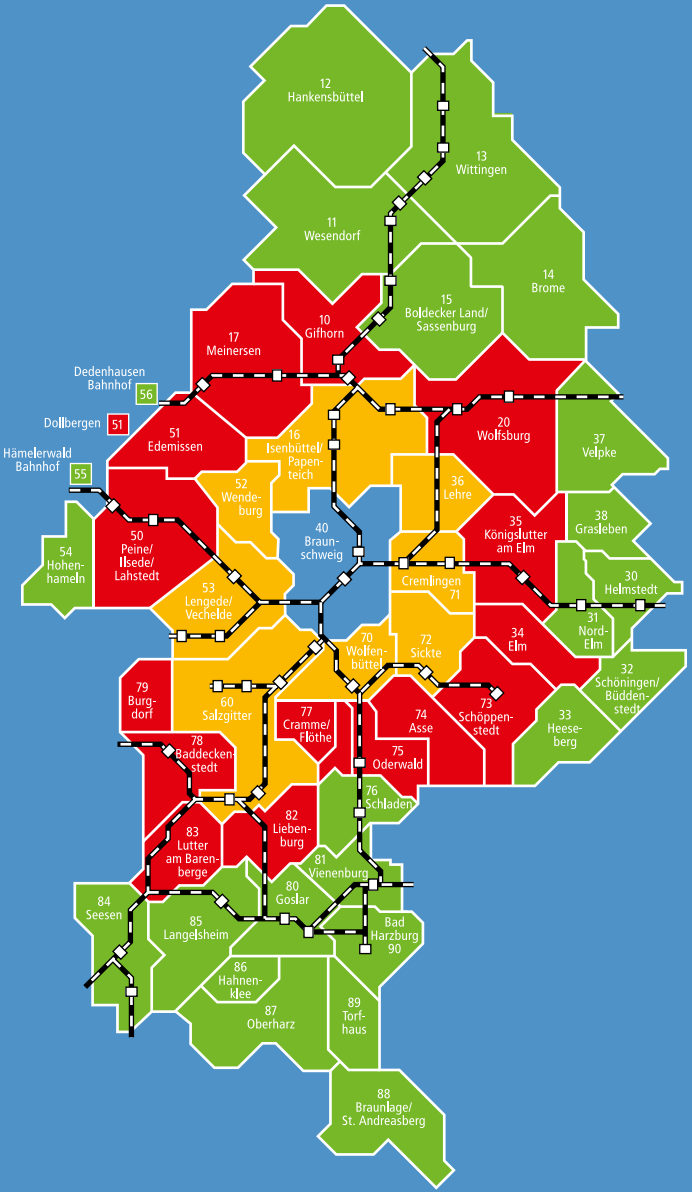 12
Hankensbüttel
13
Wittingen
11
Wesendorf
14
Brome
15
Boldecker Land/
Sassenburg
10
Gifhorn
17
Meinersen
Dedenhausen
Bahnhof
56
Dollbergen
51
51
Edemissen
20
Wolfsburg
37
Velpke
16
Isenbüttel/
Papen-
teich
Hämelerwald
Bahnhof
55
52
Wende-
burg
36
Lehre
50
Peine/
Ilsede/
Lahstedt
40
Braun-
schweig
35
Königslutter
am Elm
38
Grasleben
54
Hohen-
hameln
53
Lengede/
Vechelde
Cremlingen
71
30
Helmstedt
31
Nord-
Elm
70
Wolfen-
büttel
72
Sickte
34
Elm
32
Schöningen/
Büdden-
stedt
79
Burg-
dorf
60
Salzgitter
77
Cramme/
Flöthe
74
Asse
73
Schöppen-
stedt
33
Heese-
berg
78
Baddecken-
stedt
75
Oderwald
76
Schladen
82
Lieben-
burg
83
Lutter
am Baren-
berge
81
Vienenburg
80
Goslar
84
Seesen
85
Langelsheim
Bad
Harzburg
90
86
Hahnen-
klee
87
Oberharz
89
Torf-
haus
88
Braunlage/
St. Andreasberg